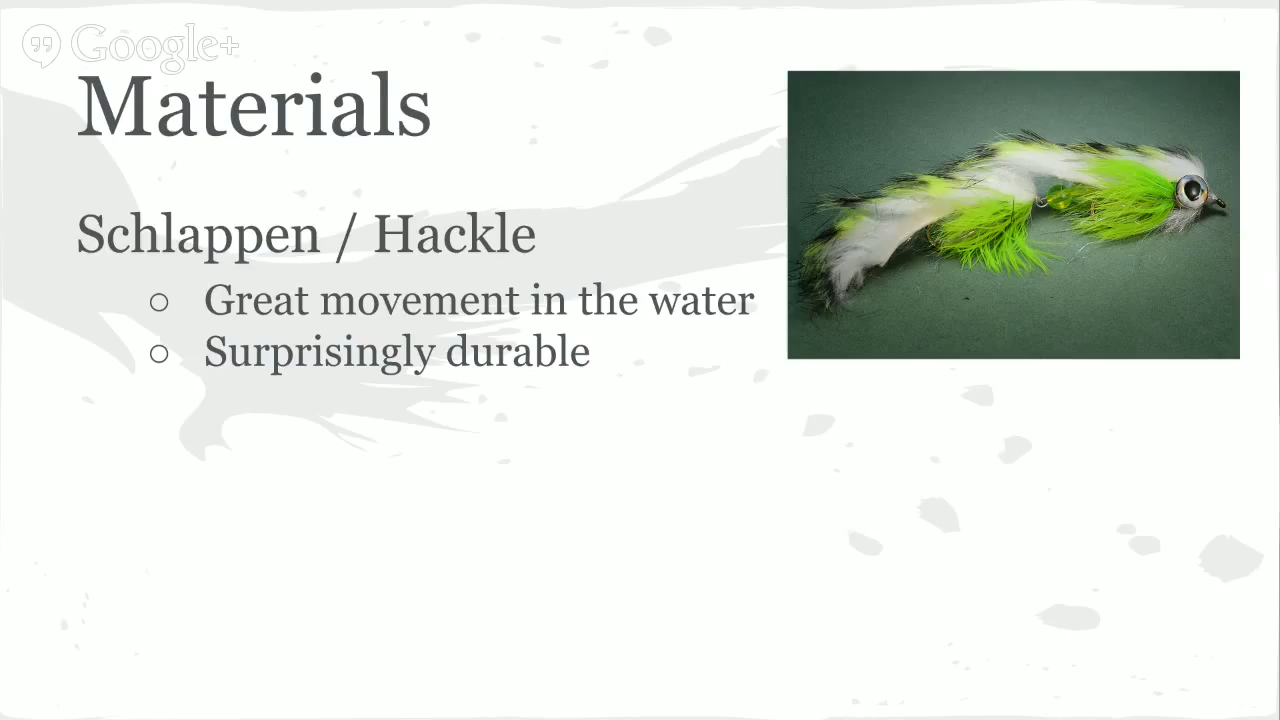 Google+
Materials
Schlappen / Hackle
○ Great movement in the water
○ Surprisingly durable